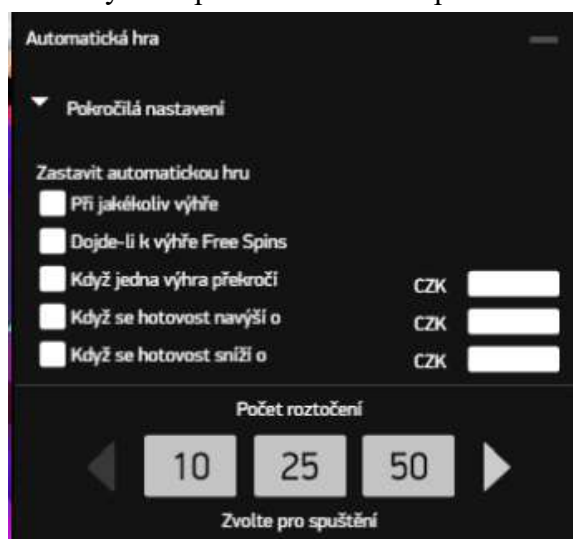 Automatická hra
Pokročilá nastavení
Zastavit automatickou hru
Při jakékoliv výhře
Dojde-li k výhře Free Spins
Když jedna výhra překročí CZK
Když se hotovost navýší o CZK
Když se hotovost sníží o CZK
Počet roztočení
10 25 50
Zvolte pro spuštění